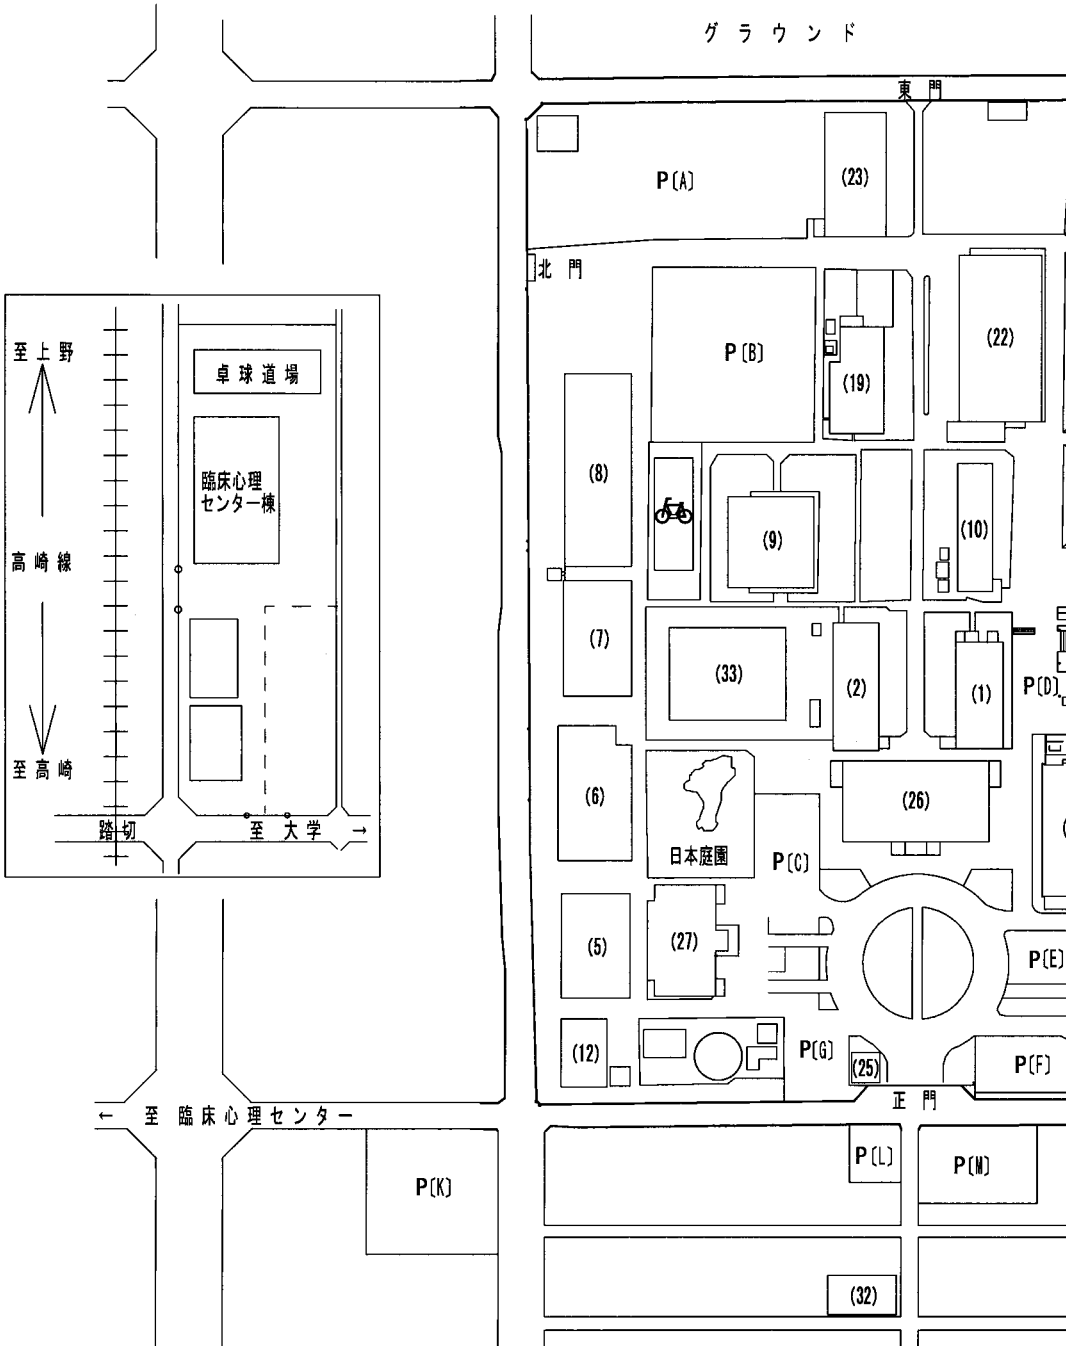 グラウンド
東門
P〔A〕
(23)
北門
P〔B〕
(19)
(22)
至上野
卓球道場
臨床心理
センター棟
高崎線
至高崎
踏切
至大学→
(8)
(9)
(10)
(7)
(33)
(2)
(1)
P〔D〕
(6)
日本庭園
P〔C〕
(26)
(5)
(27)
P〔E〕
(12)
P〔G〕
(25)
P〔F〕
正門
← 至臨床心理センター
P〔K〕
P〔L〕
P〔M〕
(32)